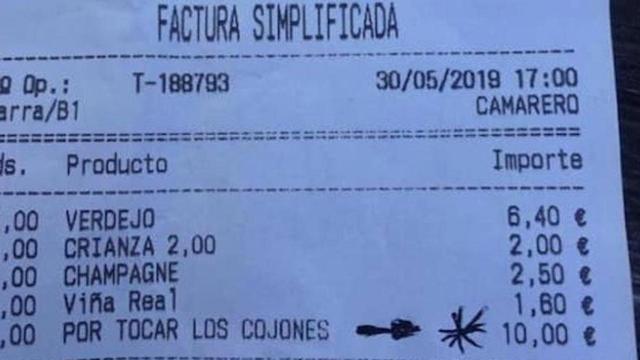 FACTURA SIMPLIFICADA
º Op.: T-188793 30/05/2019 17:00
arra/B1 CAMARERO
ds. Producto Importe
,00 VERDEJO 6,40 €
,00 CRIANZA 2,00 2,00 €
,00 CHAMPAGNE 2,50 €
,00 Viña Real 1,60 €
,00 POR TOCAR LOS COJONES 10,00 €